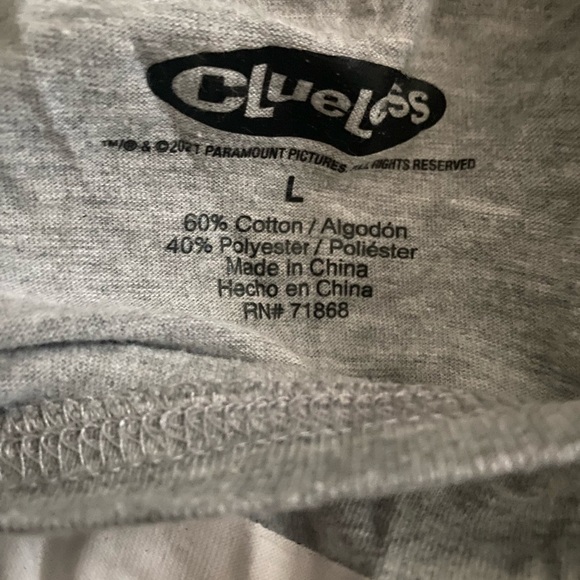 CLUELESS
™/® & ©2021 PARAMOUNT PICTURES. ALL RIGHTS RESERVED
L
60% Cotton / Algodón
40% Polyester / Poliéster
Made in China
Hecho en China
RN# 71868